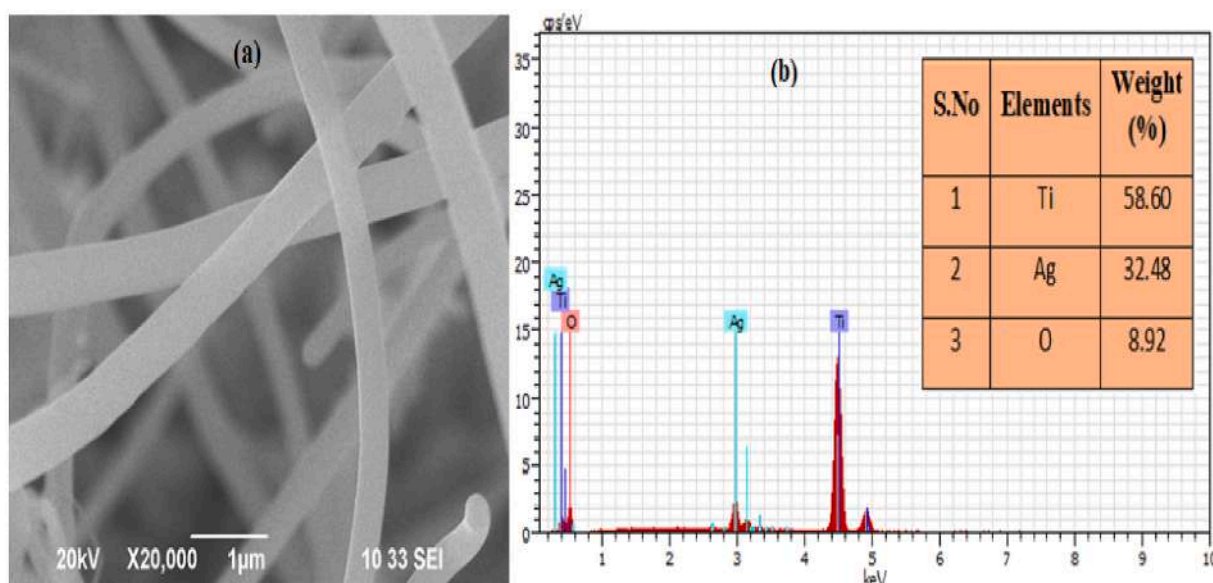 (a)
20kV X20,000 1μm 10 33 SEI
cps/eV
(b)
35
30
25
20
15
10
5
0
Ag
Ti
O
Ag
Ti
1 2 3 4 5 6 7 8 9 10
keV
S.No Elements Weight (%)
1 Ti 58.60
2 Ag 32.48
3 O 8.92